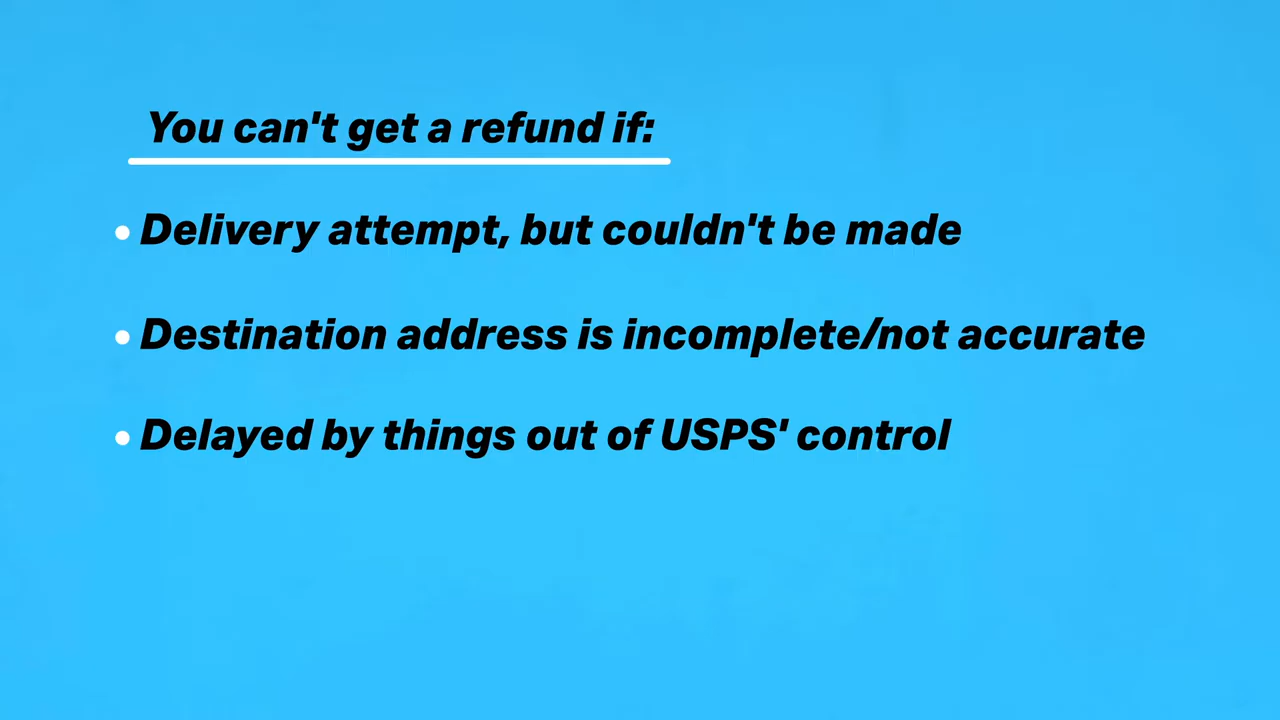 You can't get a refund if:
Delivery attempt, but couldn't be made
Destination address is incomplete/not accurate
Delayed by things out of USPS' control